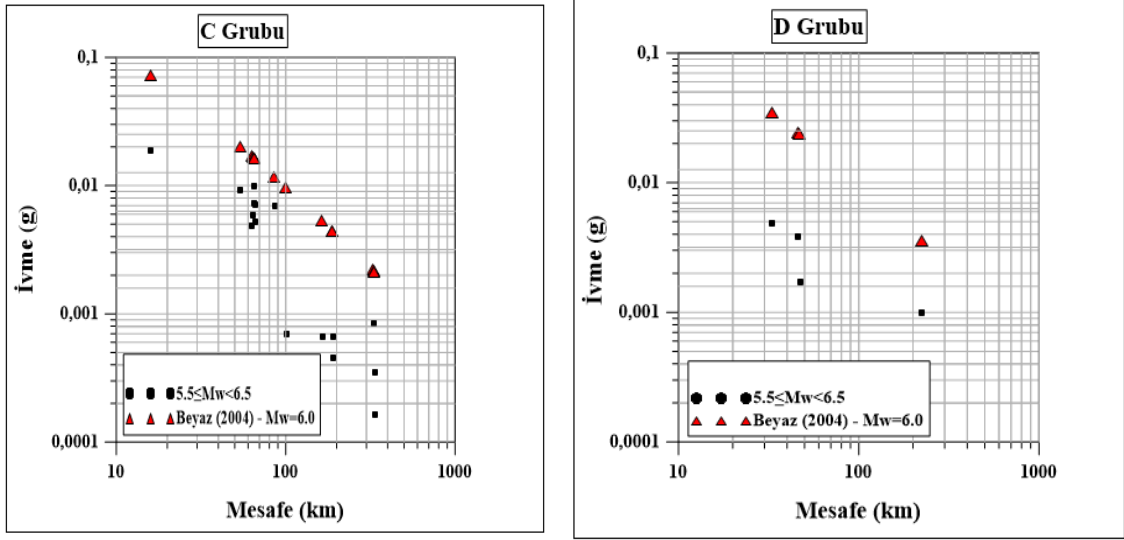 C Grubu
0,1
0,01
0,001
0,0001
İvme (g)
5.5≤Mw<6.5
Beyaz (2004) - Mw=6.0
10
100
1000
Mesafe (km)
D Grubu
0,1
0,01
0,001
0,0001
İvme (g)
5.5≤Mw<6.5
Beyaz (2004) - Mw=6.0
10
100
1000
Mesafe (km)